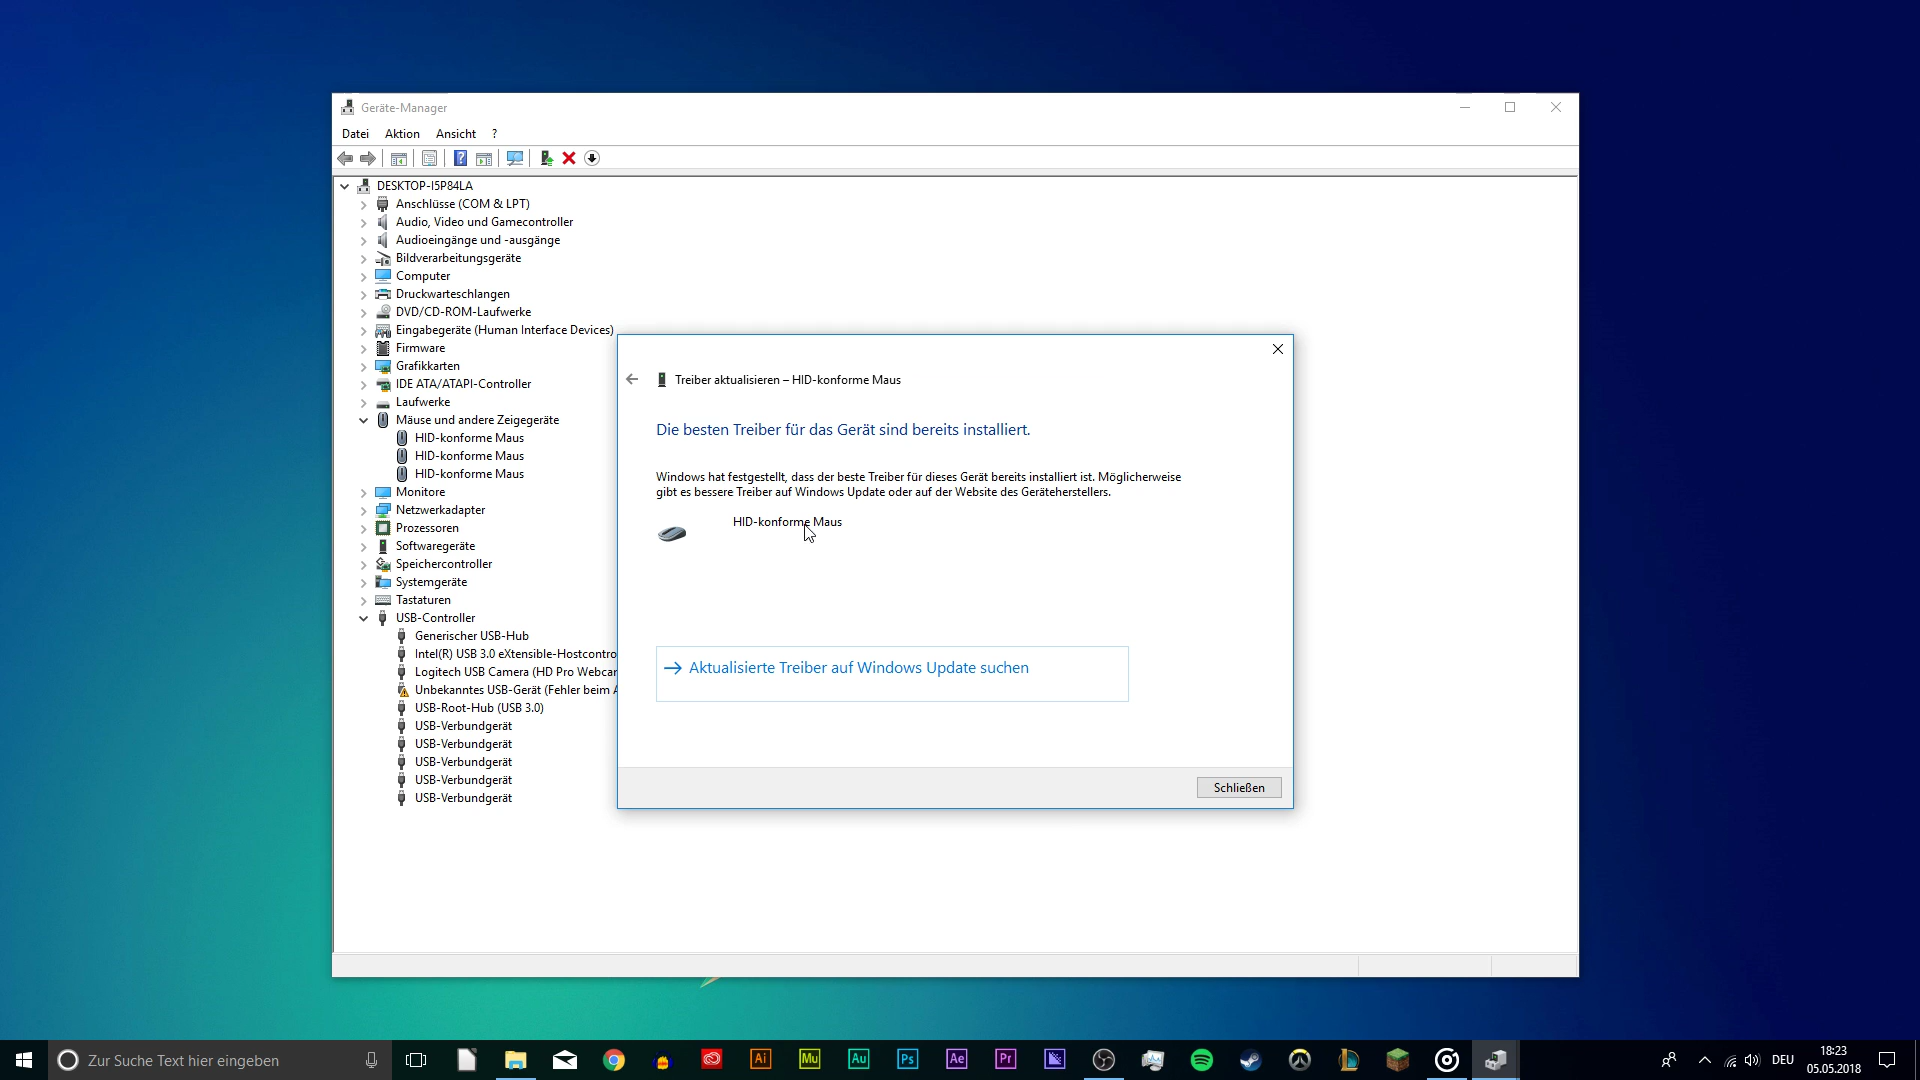 Geräte-Manager
Datei Aktion Ansicht ?
DESKTOP-I5P84LA
Anschlüsse (COM & LPT)
Audio, Video und Gamecontroller
Audioeingänge und -ausgänge
Bildverarbeitungsgeräte
Computer
Druckwarteschlangen
DVD/CD-ROM-Laufwerke
Eingabegeräte (Human Interface Devices)
Firmware
Grafikkarten
IDE ATA/ATAPI-Controller
Laufwerke
Mäuse und andere Zeigegeräte
HID-konforme Maus
HID-konforme Maus
HID-konforme Maus
Monitore
Netzwerkadapter
Prozessoren
Softwaregeräte
Speichercontroller
Systemgeräte
Tastaturen
USB-Controller
Generischer USB-Hub
Intel(R) USB 3.0 eXtensible-Hostcontro
Logitech USB Camera (HD Pro Webcar
Unbekanntes USB-Gerät (Fehler beim A
USB-Root-Hub (USB 3.0)
USB-Verbundgerät
USB-Verbundgerät
USB-Verbundgerät
USB-Verbundgerät
USB-Verbundgerät
Treiber aktualisieren – HID-konforme Maus
Die besten Treiber für das Gerät sind bereits installiert.
Windows hat festgestellt, dass der beste Treiber für dieses Gerät bereits installiert ist. Möglicherweise
gibt es bessere Treiber auf Windows Update oder auf der Website des Geräteherstellers.
HID-konforme Maus
Aktualisierte Treiber auf Windows Update suchen
Schließen
Zur Suche Text hier eingeben
Ai Mu Au Ps Ae Pr
DEU
18:23
05.05.2018